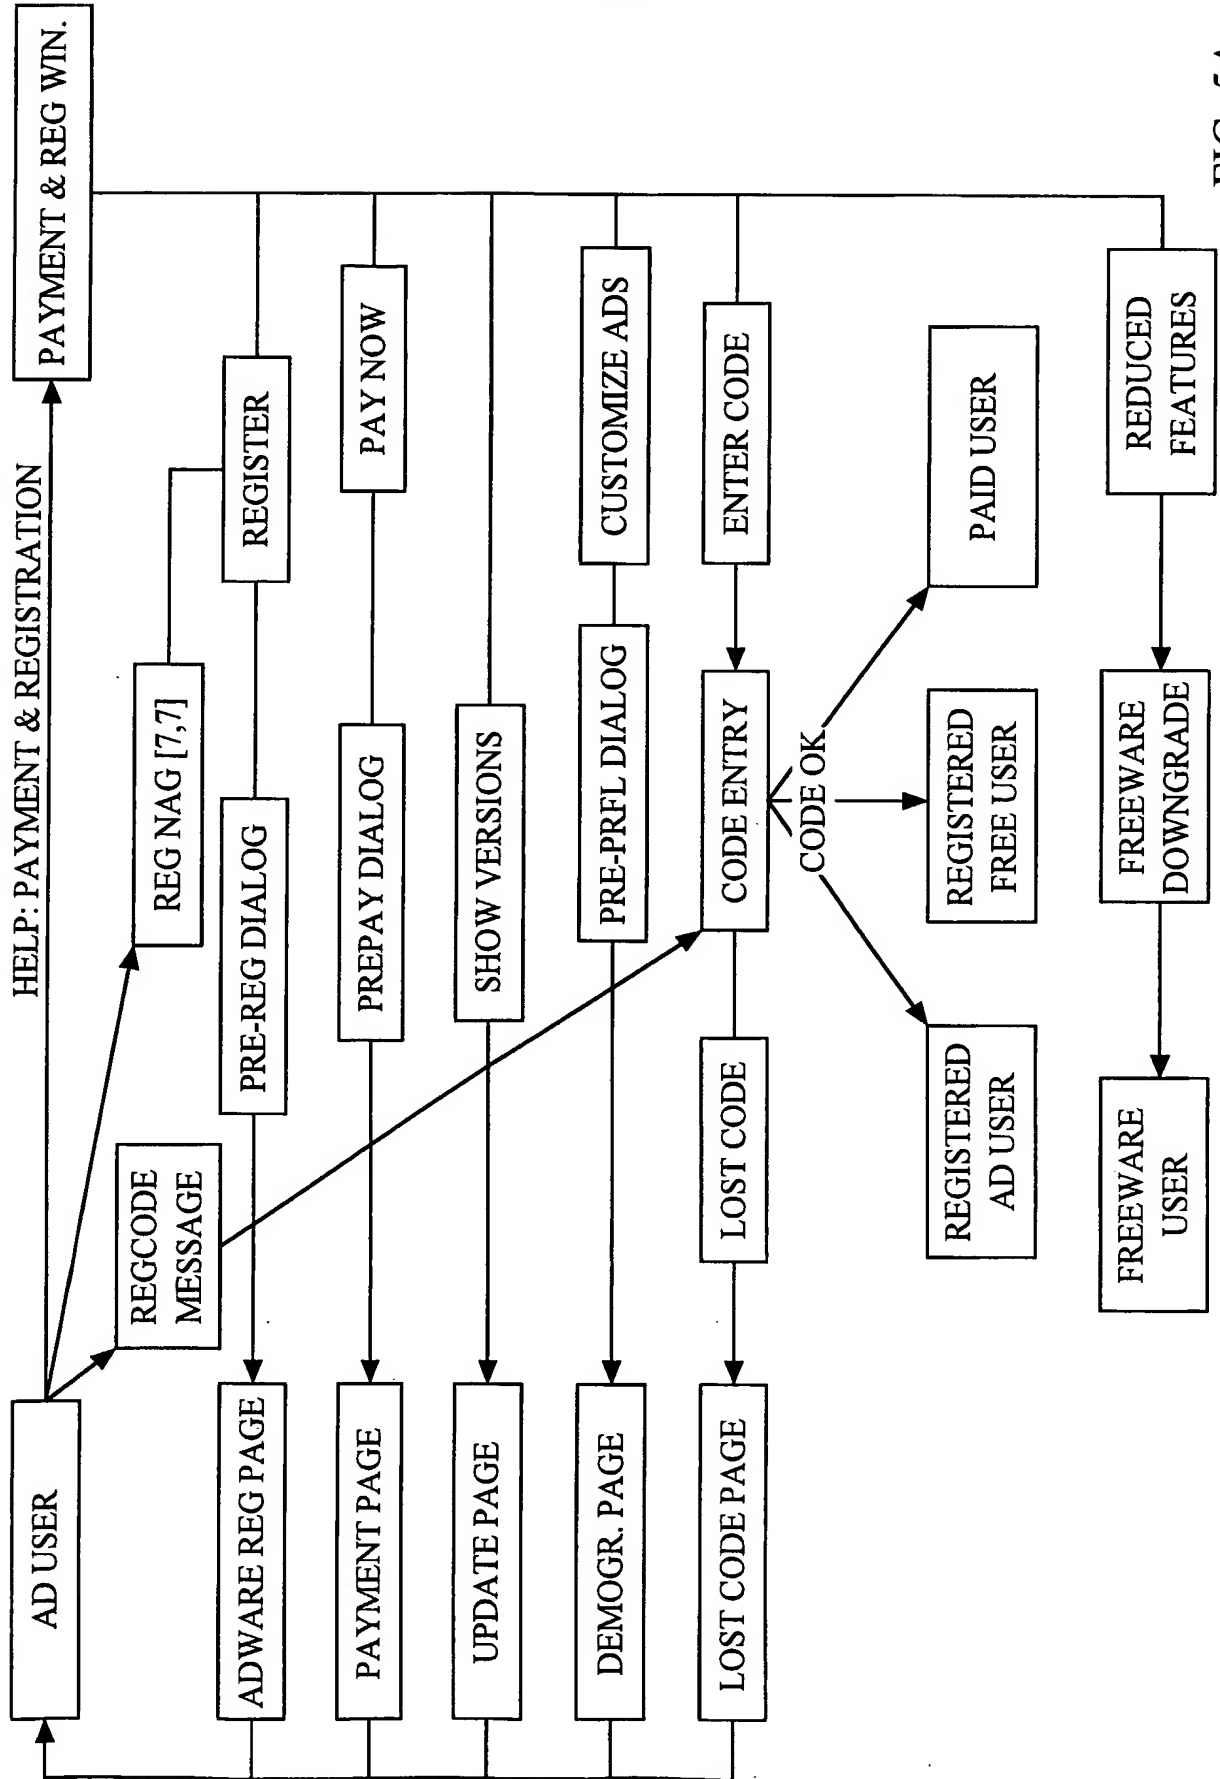 AD USER
HELP: PAYMENT & REGISTRATION
PAYMENT & REG WIN.
REGCODE
MESSAGE
REG NAG [7,7]
ADWARE REG PAGE
PRE-REG DIALOG
REGISTER
PAYMENT PAGE
PREPAY DIALOG
PAY NOW
UPDATE PAGE
SHOW VERSIONS
DEMOGR. PAGE
PRE-PRFL DIALOG
CUSTOMIZE ADS
LOST CODE PAGE
LOST CODE
CODE ENTRY
ENTER CODE
CODE OK
REGISTERED
AD USER
REGISTERED
FREE USER
PAID USER
FREEWARE
USER
FREEWARE
DOWNGRADE
REDUCED
FEATURES
FIG. 5A